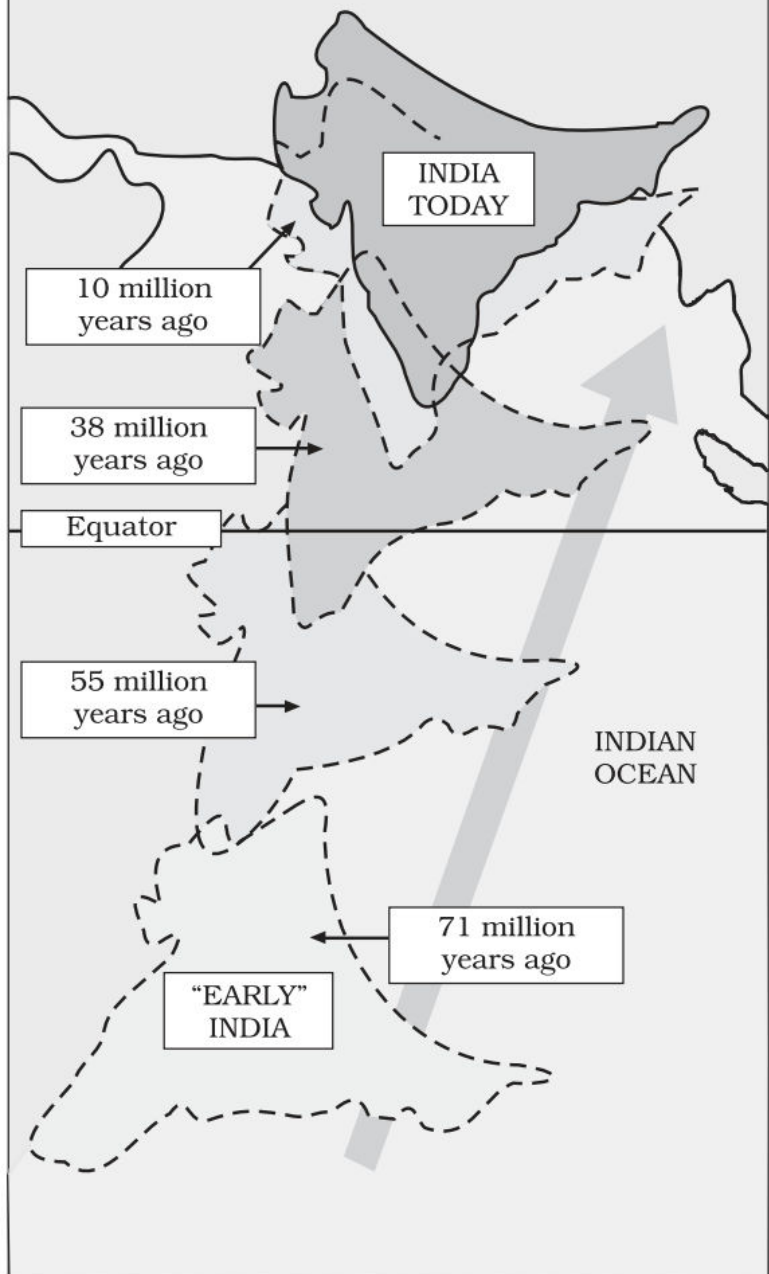 INDIA
TODAY
10 million
years ago
38 million
years ago
Equator
55 million
years ago
INDIAN
OCEAN
71 million
years ago
“EARLY”
INDIA